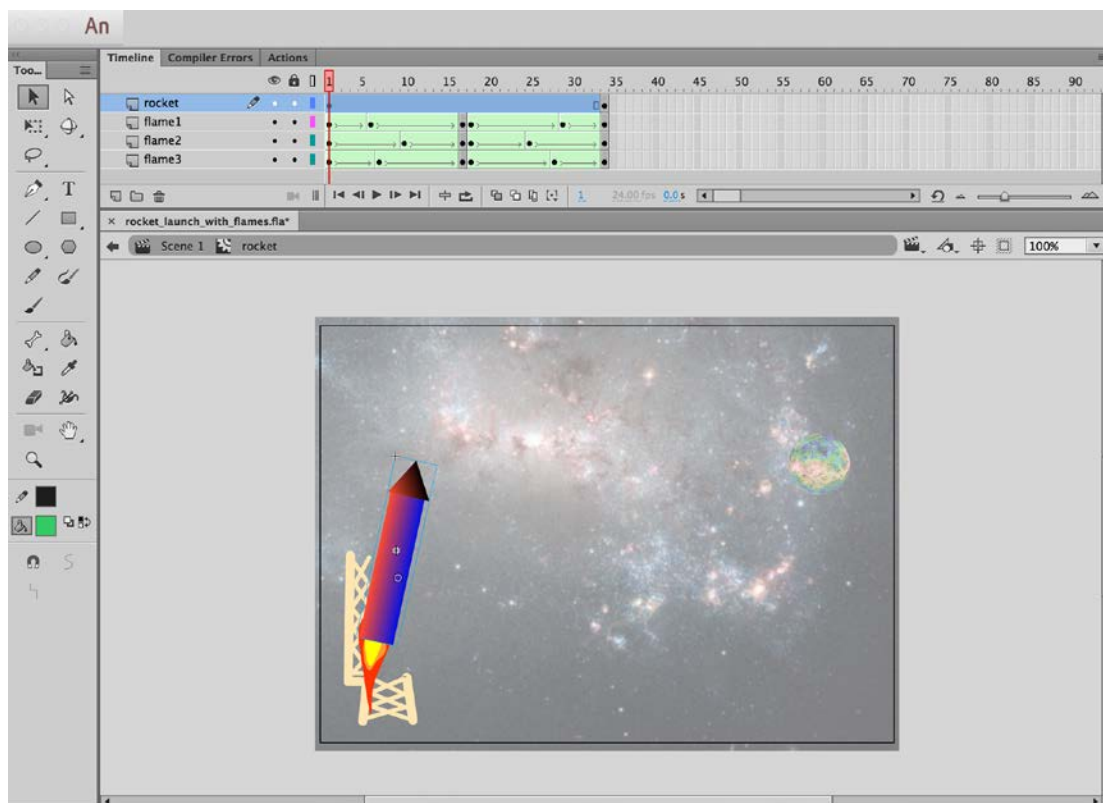 An
Too...
Timeline Compiler Errors Actions
1 5 10 15 20 25 30 35 40 45 50 55 60 65 70 75 80 85 90
rocket
flame1
flame2
flame3
1 24.00 fps 0.0 s
× rocket_launch_with_flames.fla*
Scene 1 rocket 100%
T